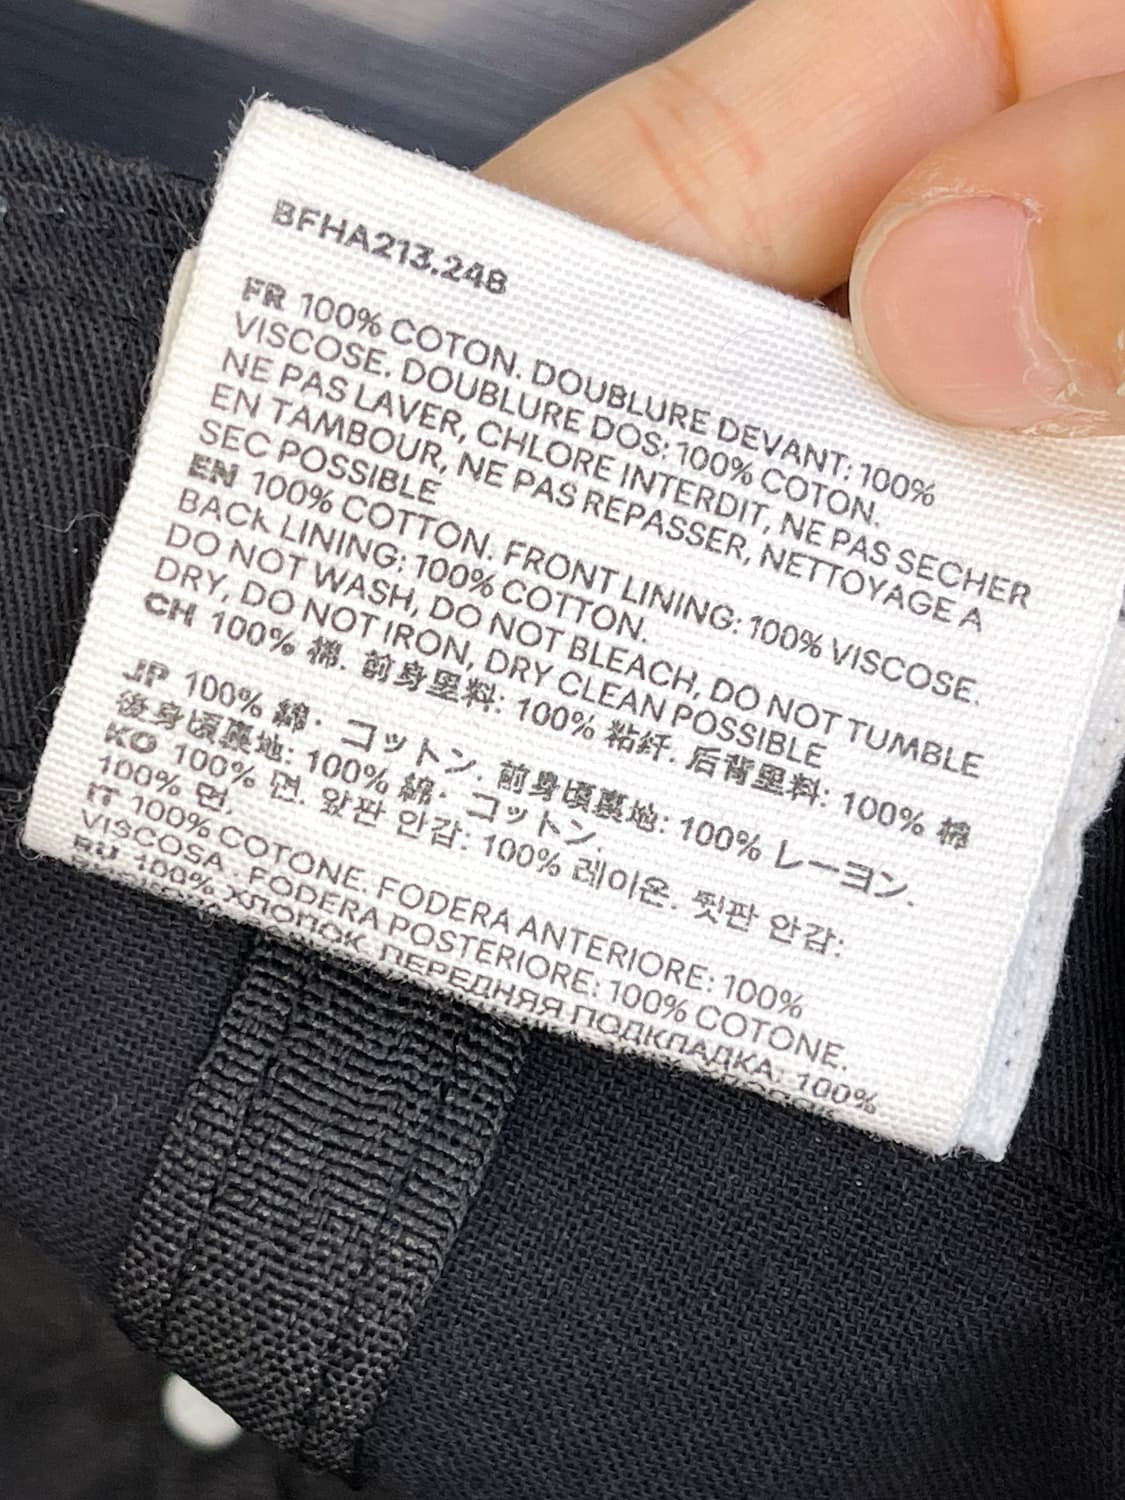 BFHA213.248
FR 100% COTON. DOUBLURE DEVANT: 100%
VISCOSE. DOUBLURE DOS: 100% COTON.
NE PAS LAVER, CHLORE INTERDIT, NE PAS SECHER
EN TAMBOUR, NE PAS REPASSER, NETTOYAGE A
SEC POSSIBLE
EN 100% COTTON. FRONT LINING: 100% VISCOSE.
BACK LINING: 100% COTTON.
DO NOT WASH, DO NOT BLEACH, DO NOT TUMBLE
DRY, DO NOT IRON, DRY CLEAN POSSIBLE
CH 100% 棉. 前身里料: 100% 粘纤. 后背里料: 100% 棉
JP 100% 綿・コットン. 前身頃裏地: 100% レーヨン.
後身頃裏地: 100% 綿・コットン.
KO 100% 면. 앞판 안감: 100% 레이온. 뒷판 안감:
100% 면.
IT 100% COTONE. FODERA ANTERIORE: 100%
VISCOSA. FODERA POSTERIORE: 100% COTONE.
RU 100% ХЛОПОК. ПЕРЕДНЯЯ ПОДКЛАДКА: 100%